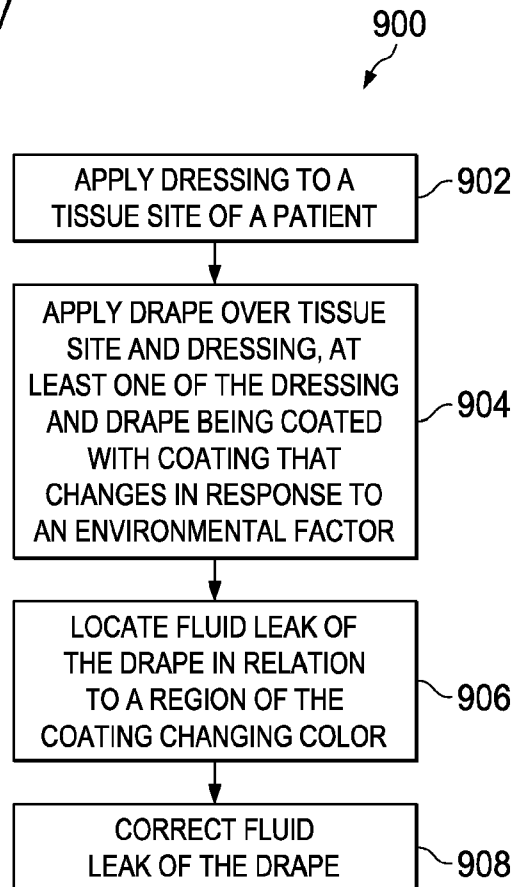 900
APPLY DRESSING TO A
TISSUE SITE OF A PATIENT
902
APPLY DRAPE OVER TISSUE
SITE AND DRESSING, AT
LEAST ONE OF THE DRESSING
AND DRAPE BEING COATED
WITH COATING THAT
CHANGES IN RESPONSE TO
AN ENVIRONMENTAL FACTOR
904
LOCATE FLUID LEAK OF
THE DRAPE IN RELATION
TO A REGION OF THE
COATING CHANGING COLOR
906
CORRECT FLUID
LEAK OF THE DRAPE
908